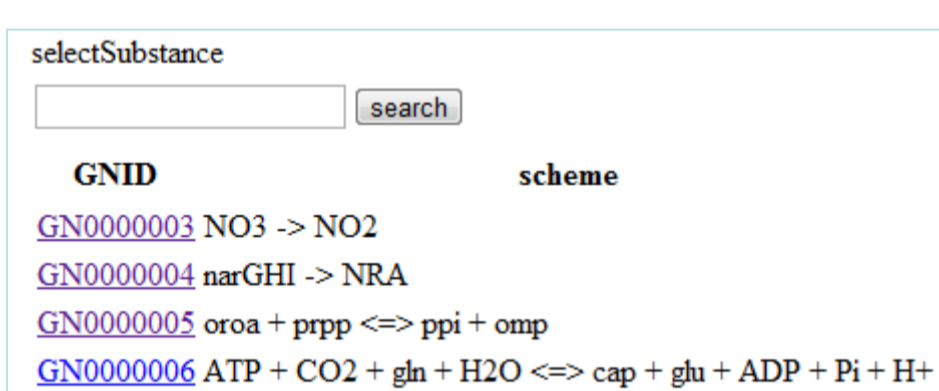 selectSubstance
search
GNID scheme
GN0000003 NO3 -> NO2
GN0000004 narGHI -> NRA
GN0000005 oroa + prpp <=> ppi + omp
GN0000006 ATP + CO2 + gln + H2O <=> cap + glu + ADP + Pi + H+